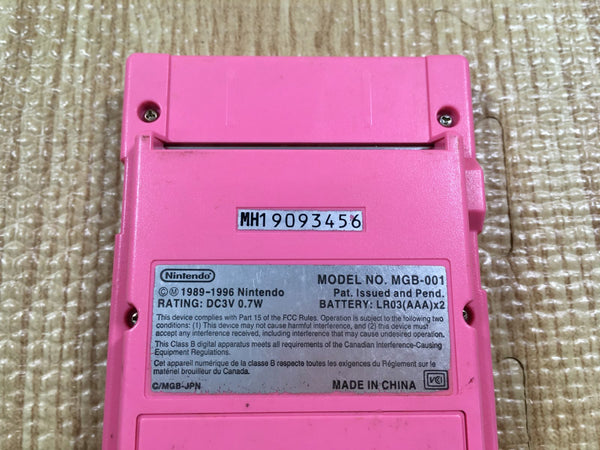 MH19093456
Nintendo
©Ⓜ 1989-1996 Nintendo
RATING: DC3V 0.7W
MODEL NO. MGB-001
Pat. Issued and Pend.
BATTERY: LR03(AAA)x2
This device complies with Part 15 of the FCC Rules. Operation is subject to the following two
conditions: (1) This device may not cause harmful interference, and (2) this device must
accept any interference received, including interference that may cause undesired operation.
This Class B digital apparatus meets all requirements of the Canadian Interference-Causing
Equipment Regulations.
Cet appareil numérique de la classe B respecte toutes les exigences du Règlement sur le
matériel brouilleur du Canada.
C/MGB-JPN
MADE IN CHINA
VCI